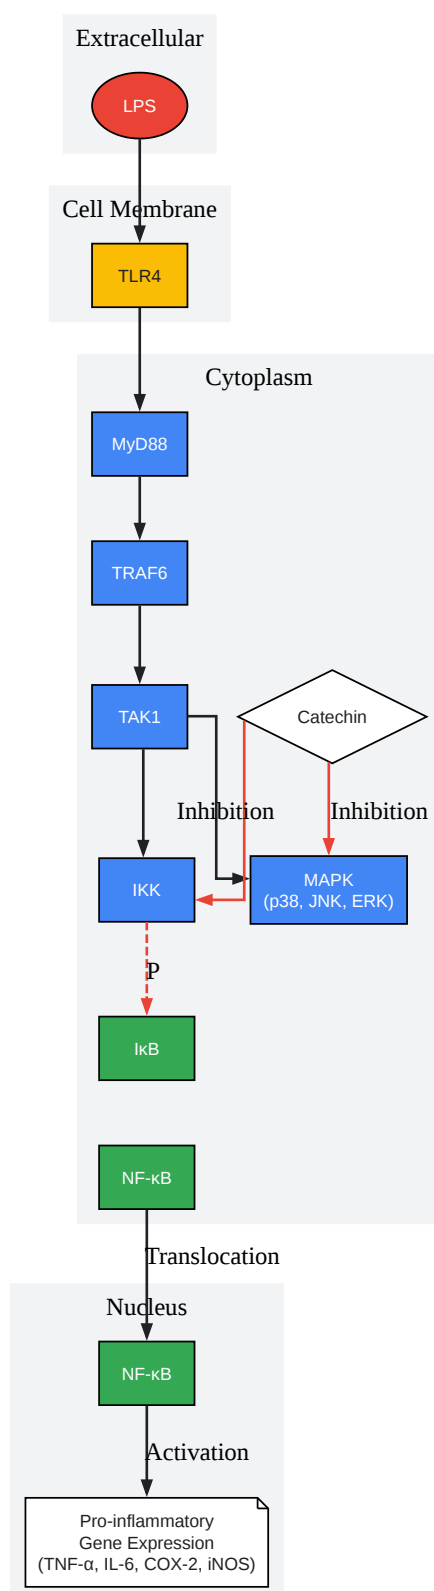 Extracellular
LPS
Cell Membrane
TLR4
Cytoplasm
MyD88
TRAF6
TAK1
Catechin
Inhibition
Inhibition
IKK
MAPK
(p38, JNK, ERK)
P
IκB
NF-κB
Translocation
Nucleus
NF-κB
Activation
Pro-inflammatory
Gene Expression
(TNF-α, IL-6, COX-2, iNOS)